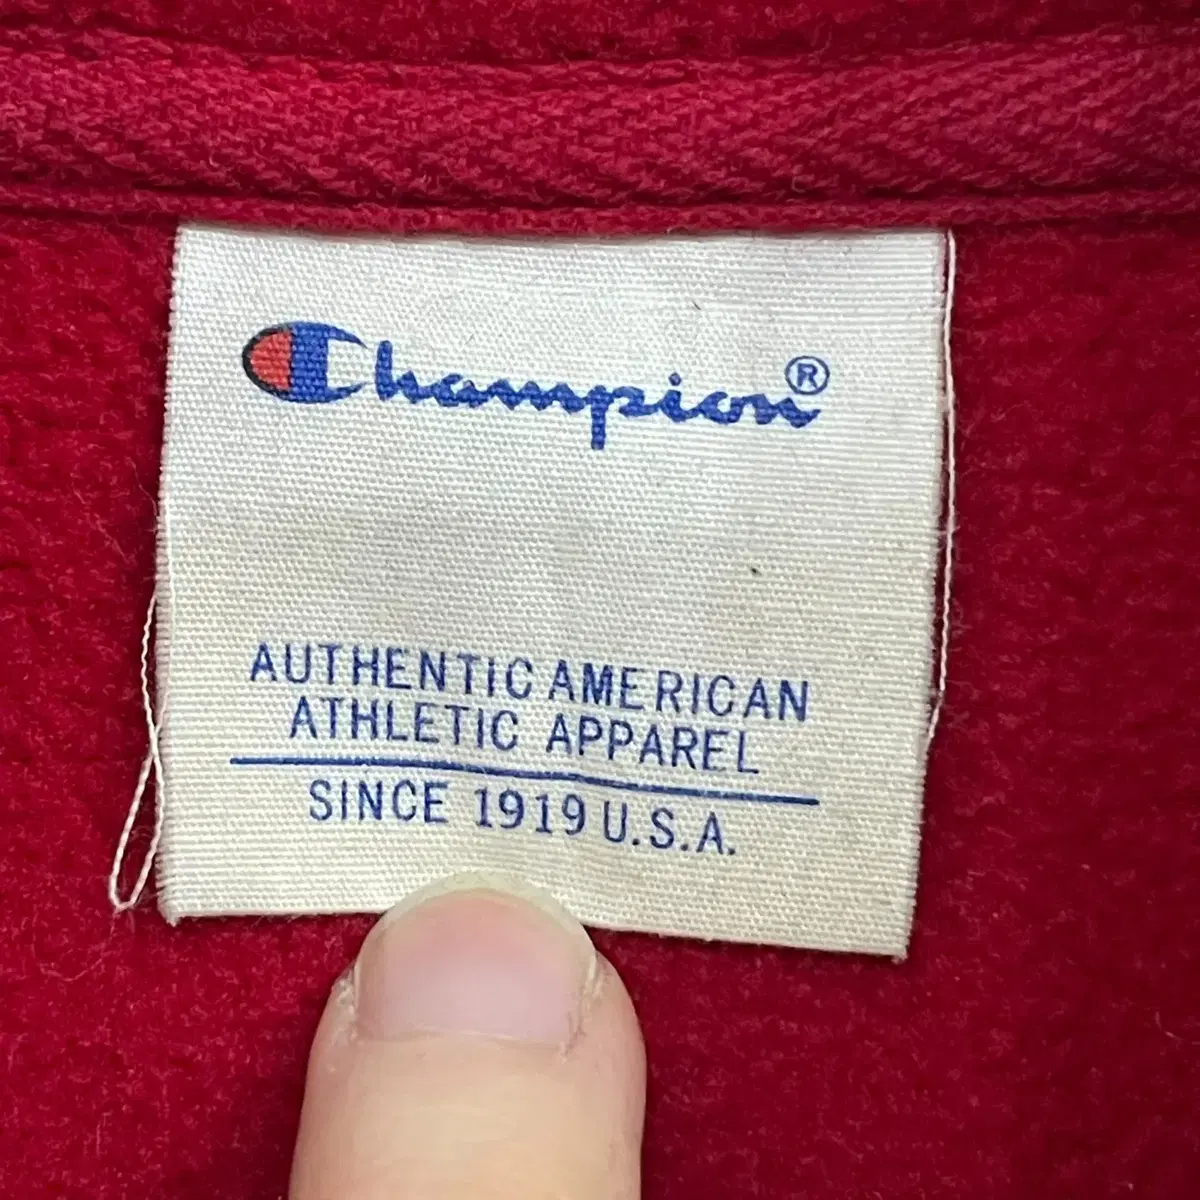 Champion®
AUTHENTIC AMERICAN
ATHLETIC APPAREL
SINCE 1919 U.S.A.